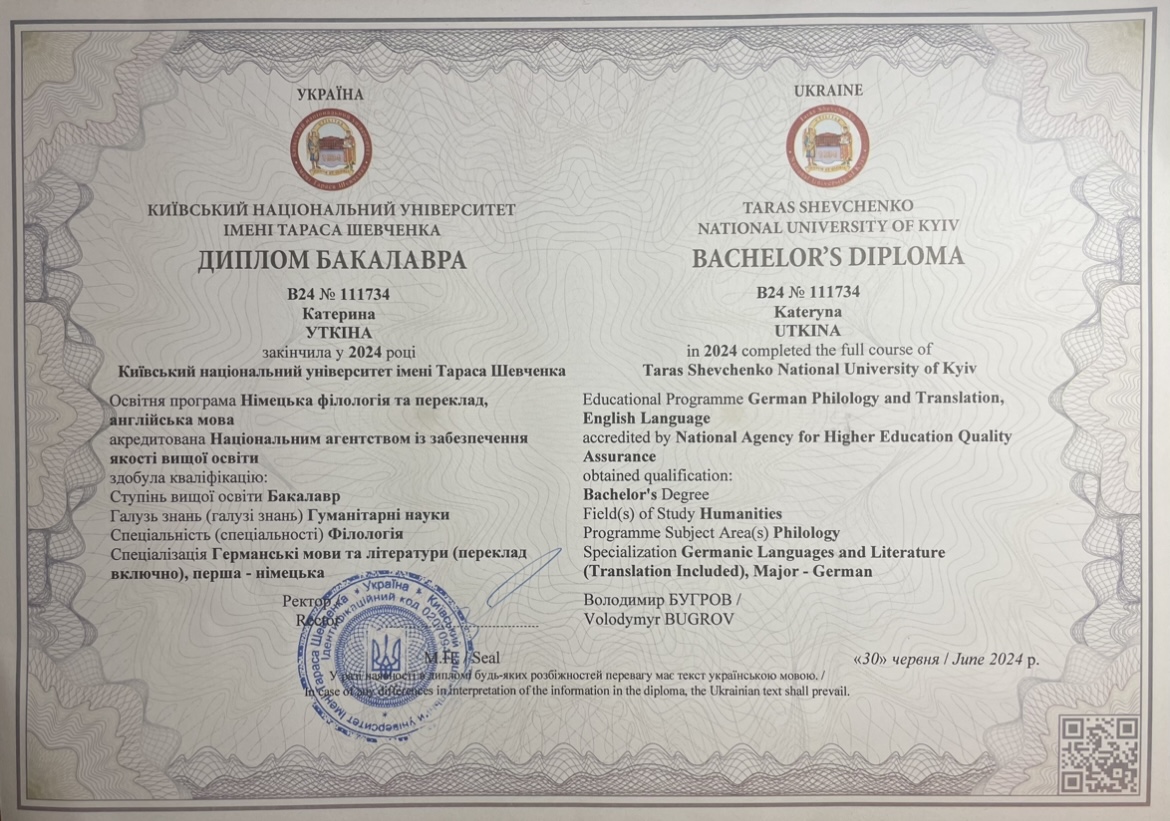 УКРАЇНА
КИЇВСЬКИЙ НАЦІОНАЛЬНИЙ УНІВЕРСИТЕТ
ІМЕНІ ТАРАСА ШЕВЧЕНКА
ДИПЛОМ БАКАЛАВРА
B24 № 111734
Катерина
УТКІНА
закінчила у 2024 році
Київський національний університет імені Тараса Шевченка
Освітня програма Німецька філологія та переклад,
англійська мова
акредитована Національним агентством із забезпечення
якості вищої освіти
здобула кваліфікацію:
Ступінь вищої освіти Бакалавр
Галузь знань (галузі знань) Гуманітарні науки
Спеціальність (спеціальності) Філологія
Спеціалізація Германські мови та літератури (переклад
включно), перша - німецька
UKRAINE
TARAS SHEVCHENKO
NATIONAL UNIVERSITY OF KYIV
BACHELOR'S DIPLOMA
B24 № 111734
Kateryna
UTKINA
in 2024 completed the full course of
Taras Shevchenko National University of Kyiv
Educational Programme German Philology and Translation,
English Language
accredited by National Agency for Higher Education Quality
Assurance
obtained qualification:
Bachelor's Degree
Field(s) of Study Humanities
Programme Subject Area(s) Philology
Specialization Germanic Languages and Literature
(Translation Included), Major - German
Ректор
Rector
Володимир БУГРОВ /
Volodymyr BUGROV
/ Seal
«30» червня / June 2024 р.
У разі наявності в дипломі будь-яких розбіжностей перевагу має текст українською мовою. /
In case of any differences in interpretation of the information in the diploma, the Ukrainian text shall prevail.
Україна
Київський
університет імені Тараса Шевченка
Ідентифікаційний код